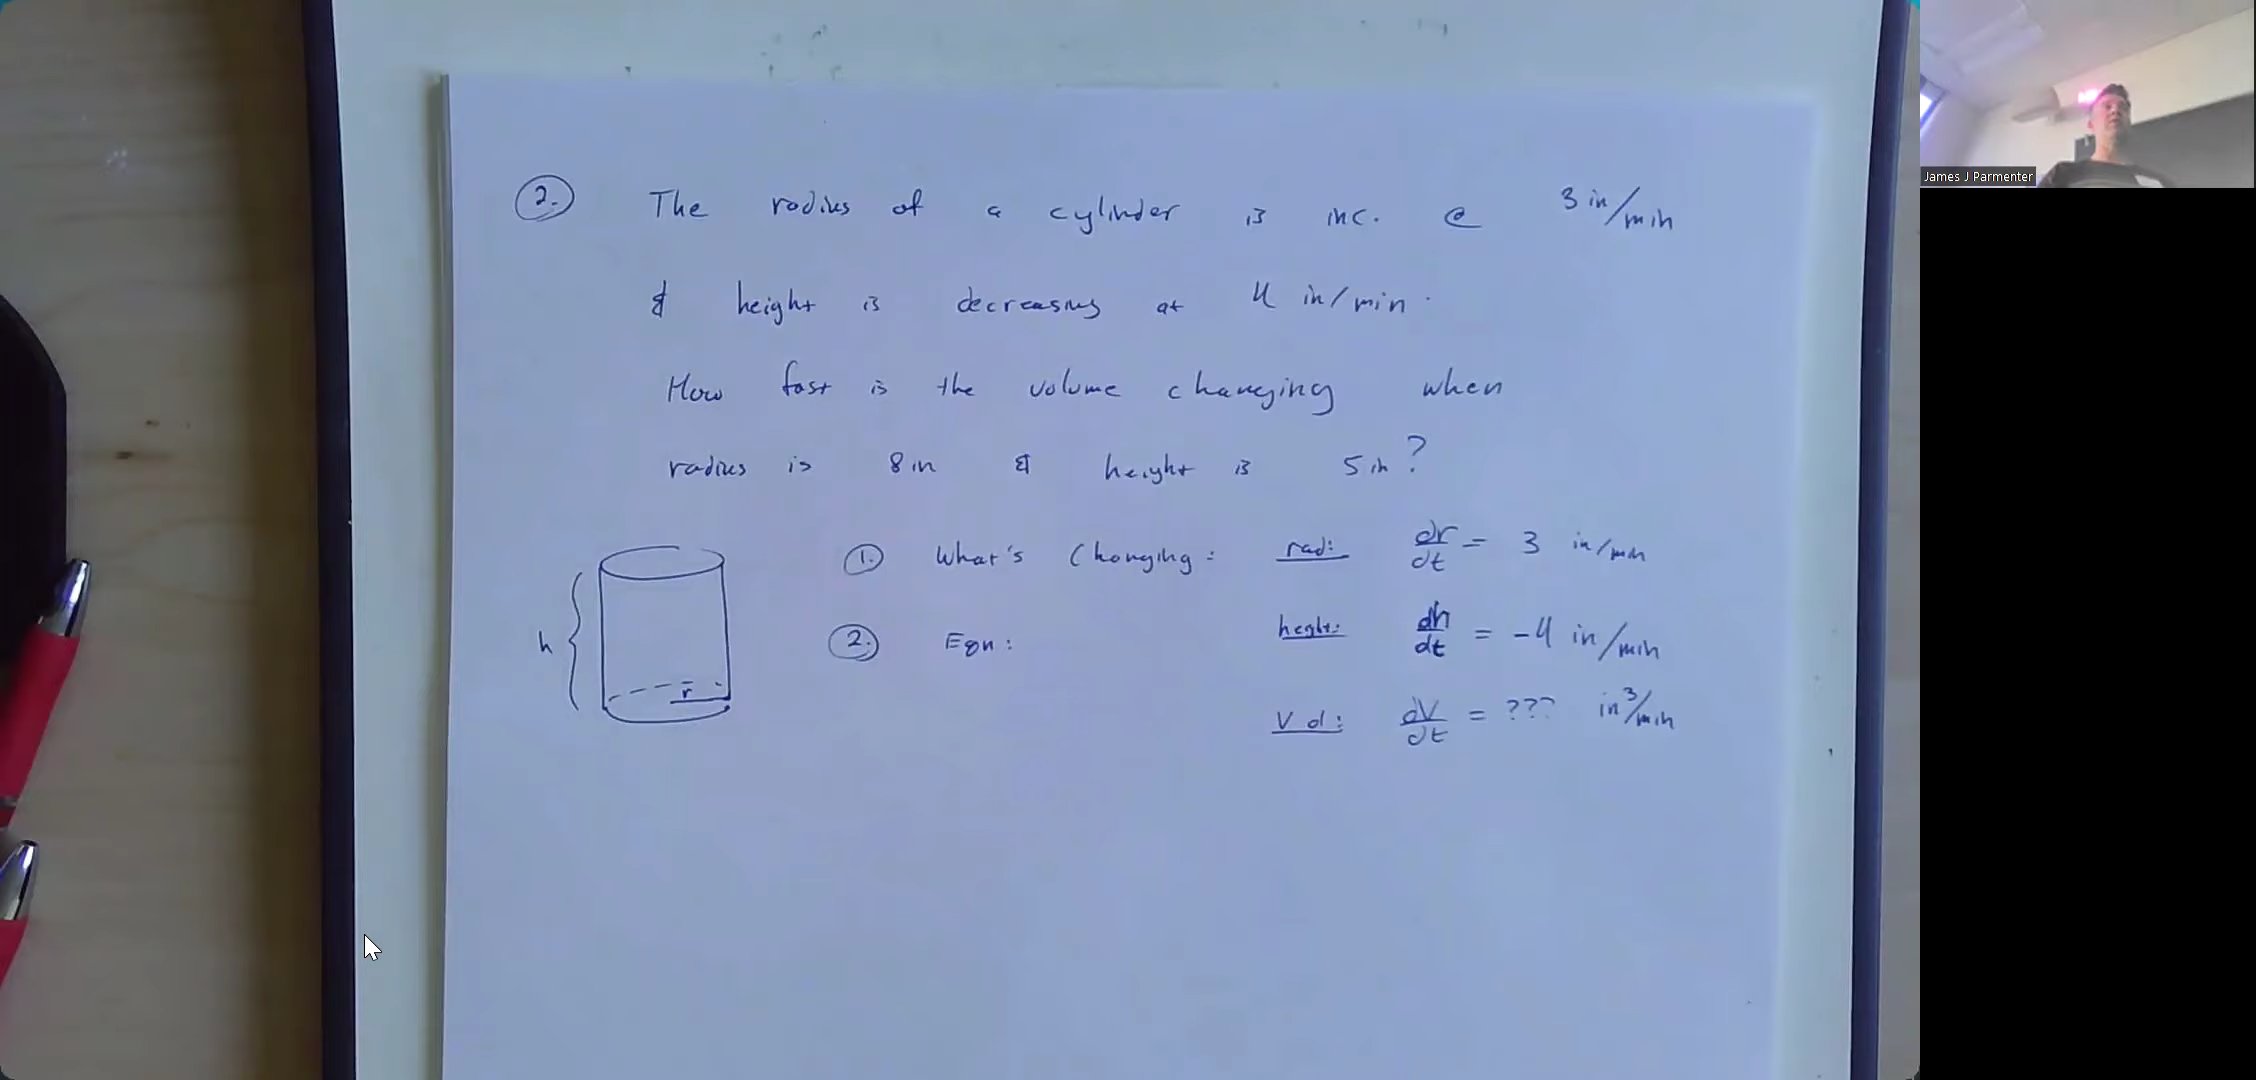 2. The radius of a cylinder is inc. @ 3 in/min
& height is decreasing at 4 in/min.
How fast is the volume changing when
radius is 8 in & height is 5 in?
h
r
1. What's Changing: rad: dr/dt = 3 in/min
2. Eqn: height: dh/dt = -4 in/min
Vol: dV/dt = ??? in³/min
James J Parmenter